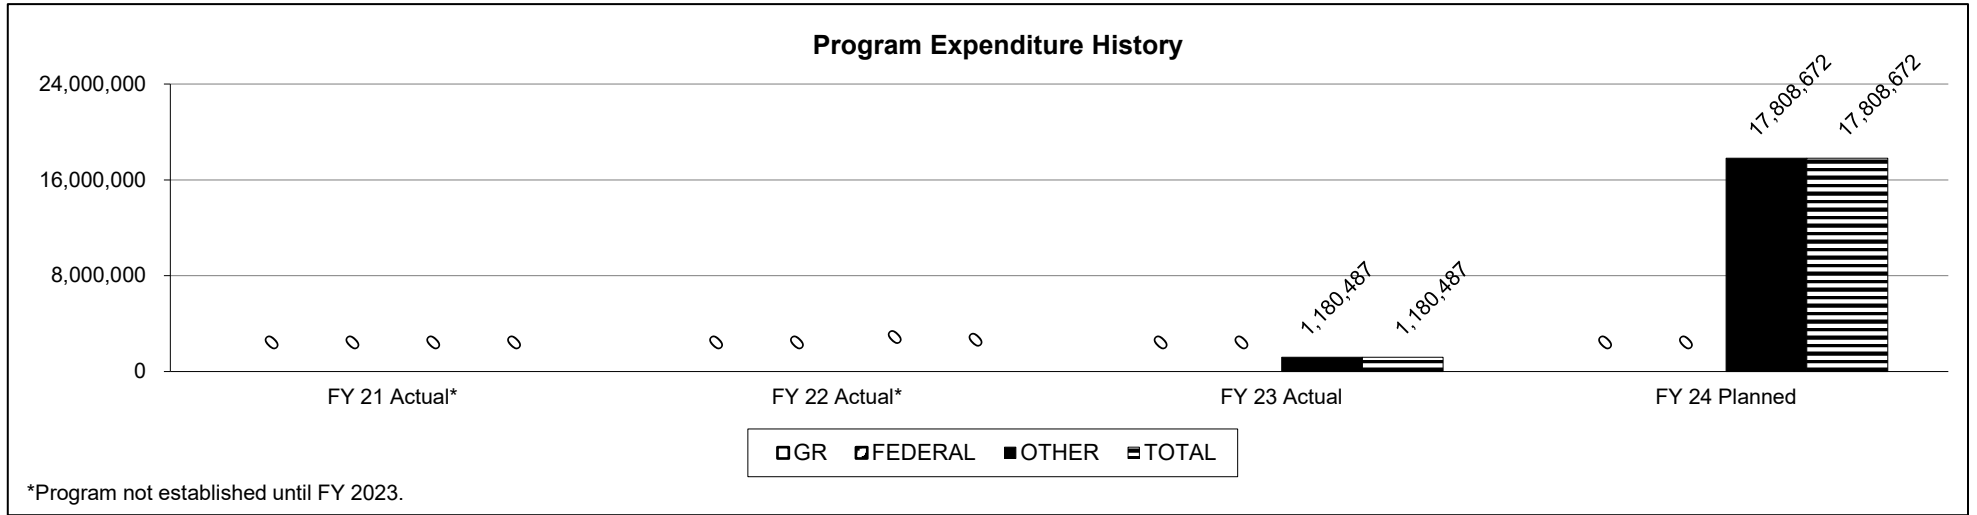 Program Expenditure History
24,000,000
16,000,000
8,000,000
0
0 0 0 0
0 0 0 0
0 0 1,180,487 1,180,487
0 0 17,808,672 17,808,672
FY 21 Actual* FY 22 Actual* FY 23 Actual FY 24 Planned
GR FEDERAL OTHER TOTAL
*Program not established until FY 2023.